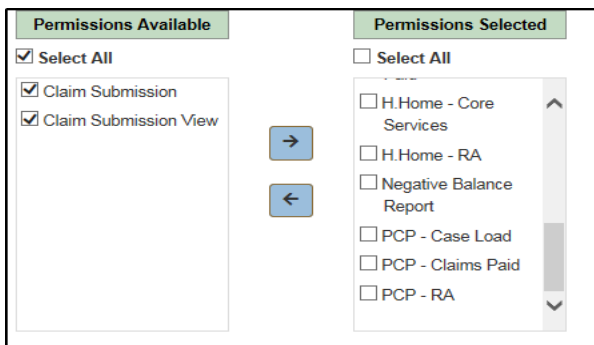 Permissions Available
Select All
Claim Submission
Claim Submission View
Permissions Selected
Select All
H.Home - Core
Services
H.Home - RA
Negative Balance
Report
PCP - Case Load
PCP - Claims Paid
PCP - RA